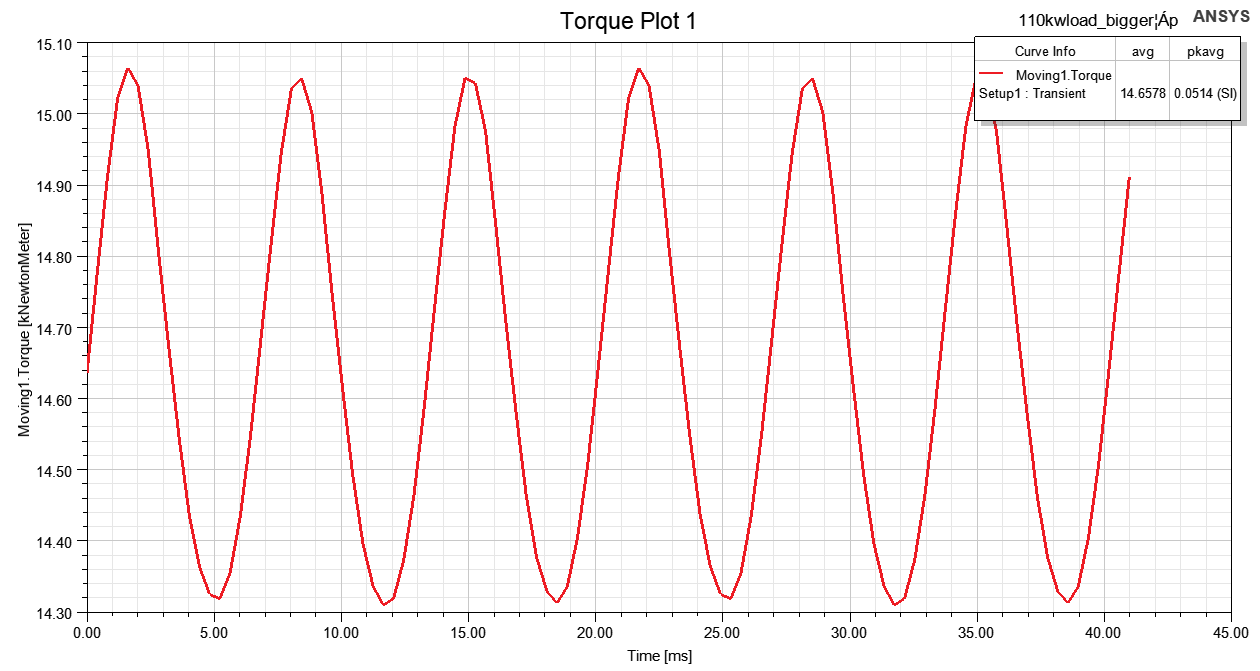 Torque Plot 1
110kwload_bigger¦Áp
ANSYS
Curve Info avg pkavg
Moving1.Torque
Setup1 : Transient 14.6578 0.0514 (SI)
Moving1.Torque [kNewtonMeter]
15.10
15.00
14.90
14.80
14.70
14.60
14.50
14.40
14.30
0.00 5.00 10.00 15.00 20.00 25.00 30.00 35.00 40.00 45.00
Time [ms]